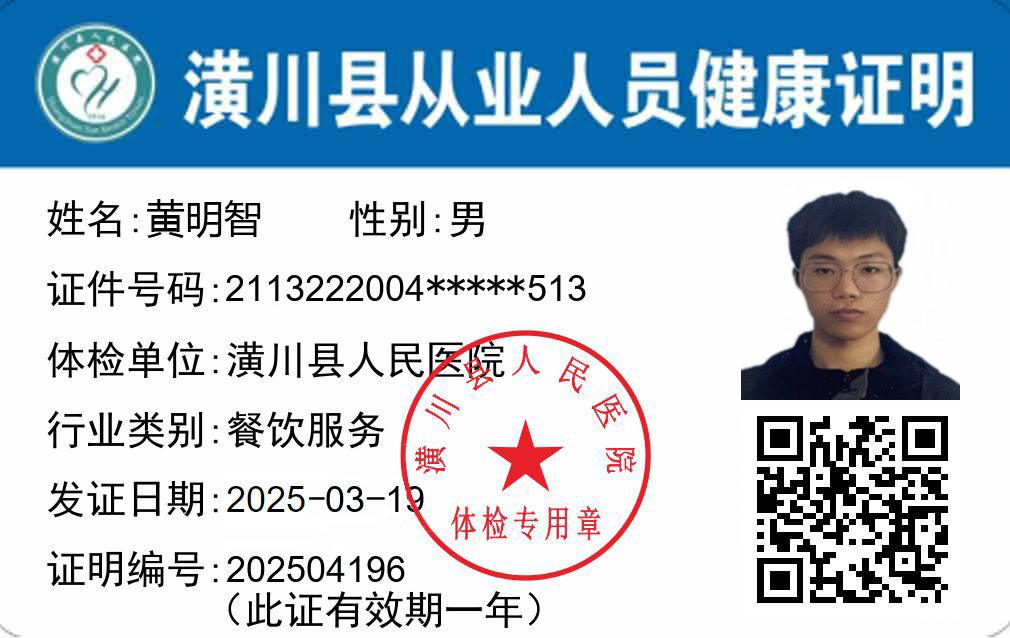 潢川县从业人员健康证明
姓名:黄明智 性别:男
证件号码:2113222004*****513
体检单位:潢川县人民医院
行业类别:餐饮服务
发证日期:2025-03-19
证明编号:202504196
(此证有效期一年)
潢川县人民医院
体检专用章